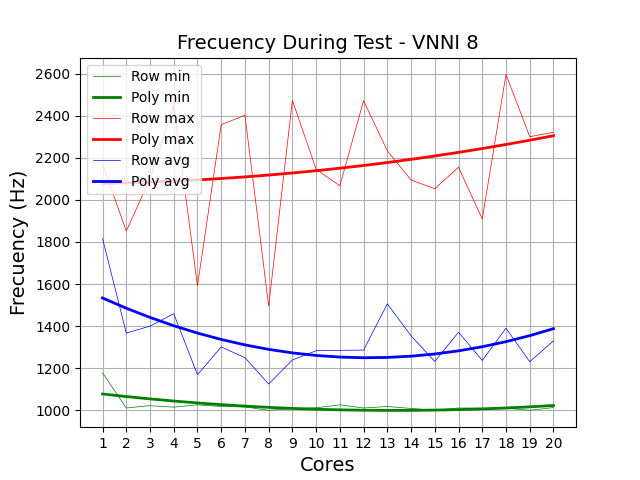 Frecuency During Test - VNNI 8
Frecuency (Hz)
2600
2400
2200
2000
1800
1600
1400
1200
1000
Row min
Poly min
Row max
Poly max
Row avg
Poly avg
1 2 3 4 5 6 7 8 9 10 11 12 13 14 15 16 17 18 19 20
Cores